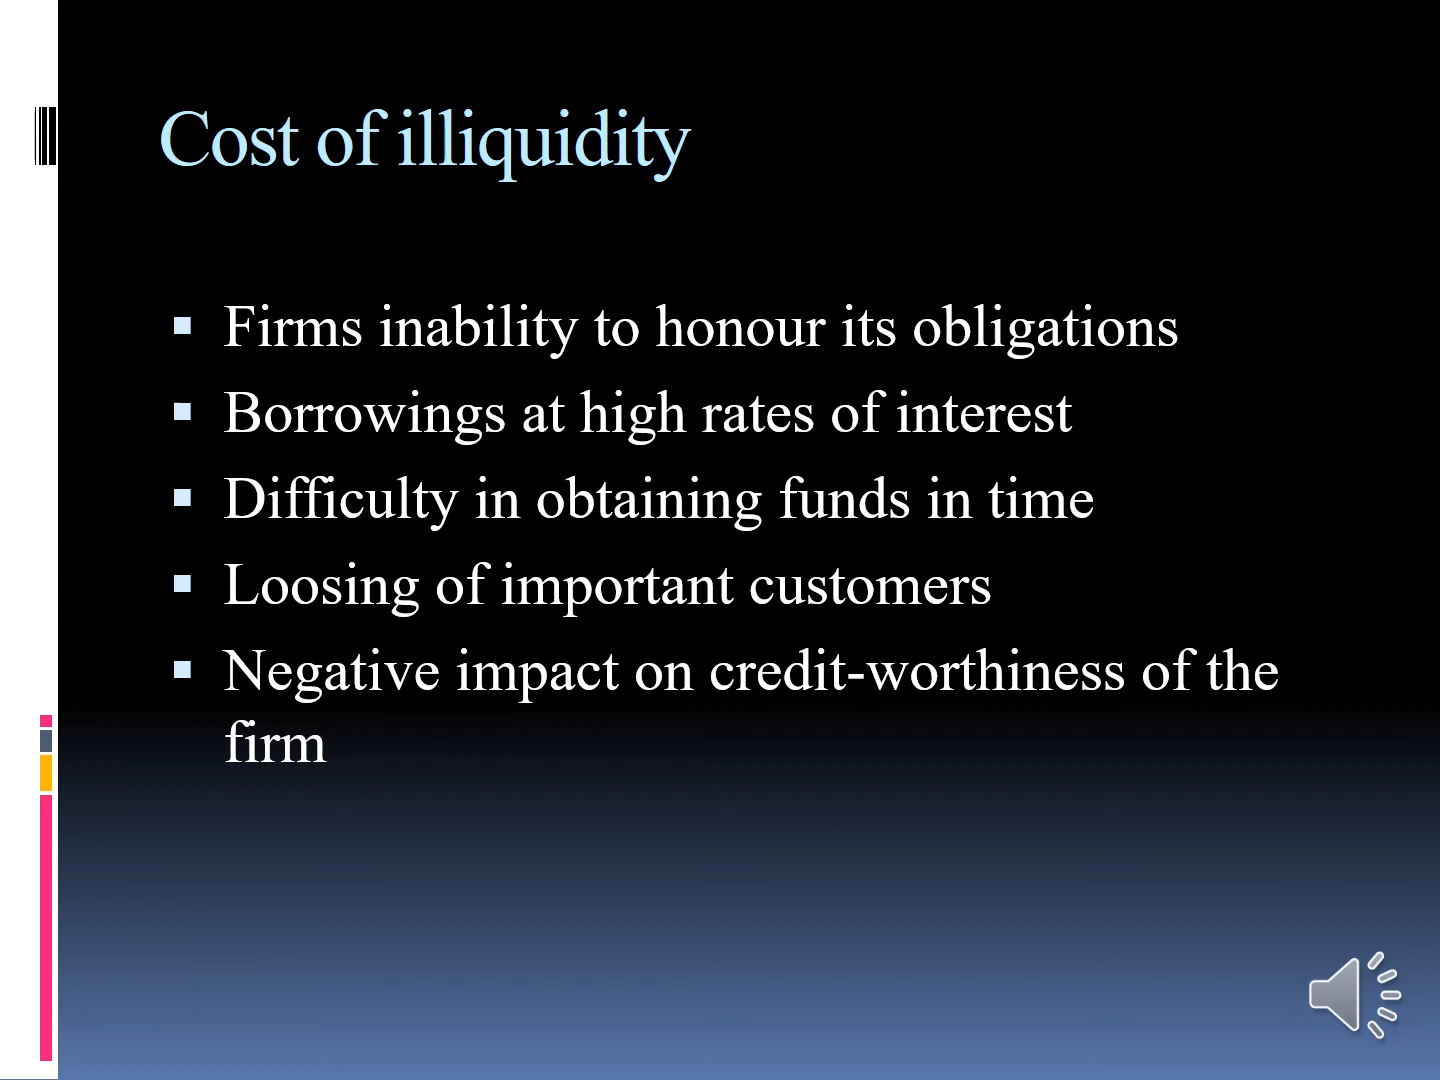 Cost of illiquidity
▪ Firms inability to honour its obligations
▪ Borrowings at high rates of interest
▪ Difficulty in obtaining funds in time
▪ Loosing of important customers
▪ Negative impact on credit-worthiness of the
firm